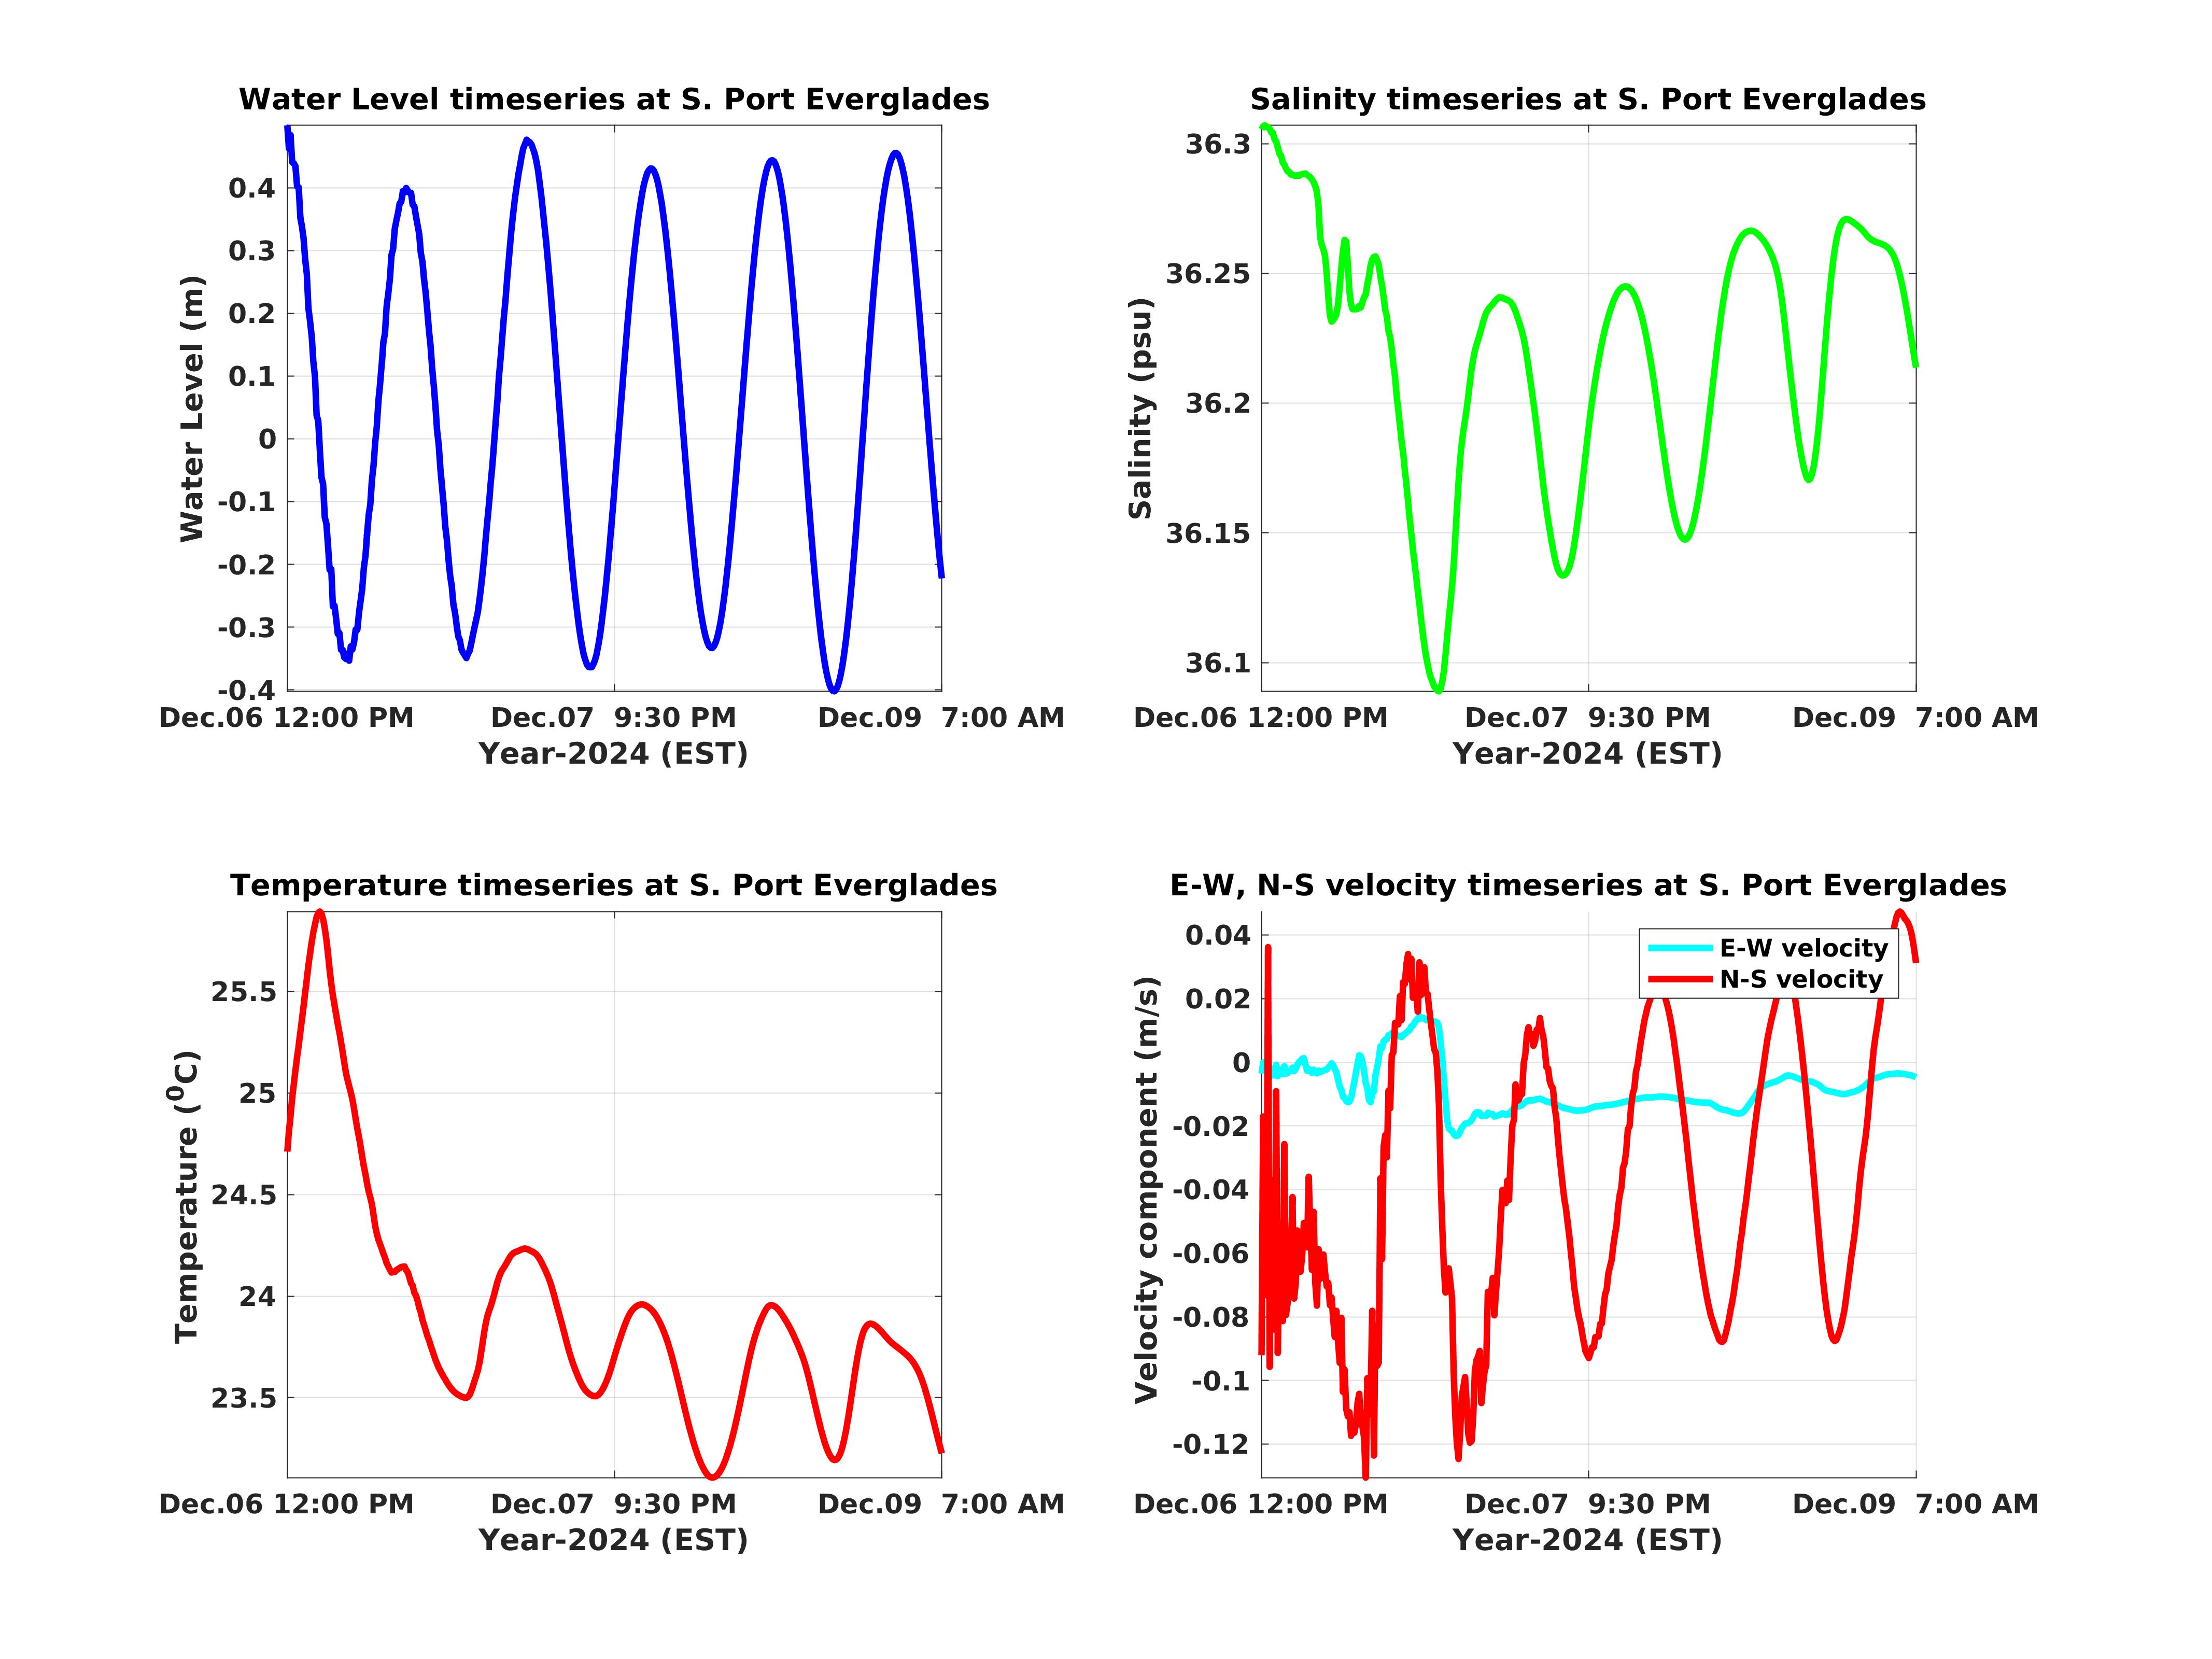 Water Level timeseries at S. Port Everglades
Water Level (m)
0.4
0.3
0.2
0.1
0
-0.1
-0.2
-0.3
-0.4
Dec.06 12:00 PM
Dec.07 9:30 PM
Dec.09 7:00 AM
Year-2024 (EST)
Salinity timeseries at S. Port Everglades
Salinity (psu)
36.3
36.25
36.2
36.15
36.1
Dec.06 12:00 PM
Dec.07 9:30 PM
Dec.09 7:00 AM
Year-2024 (EST)
Temperature timeseries at S. Port Everglades
Temperature (⁰C)
25.5
25
24.5
24
23.5
Dec.06 12:00 PM
Dec.07 9:30 PM
Dec.09 7:00 AM
Year-2024 (EST)
E-W, N-S velocity timeseries at S. Port Everglades
Velocity component (m/s)
0.04
0.02
0
-0.02
-0.04
-0.06
-0.08
-0.1
-0.12
E-W velocity
N-S velocity
Dec.06 12:00 PM
Dec.07 9:30 PM
Dec.09 7:00 AM
Year-2024 (EST)